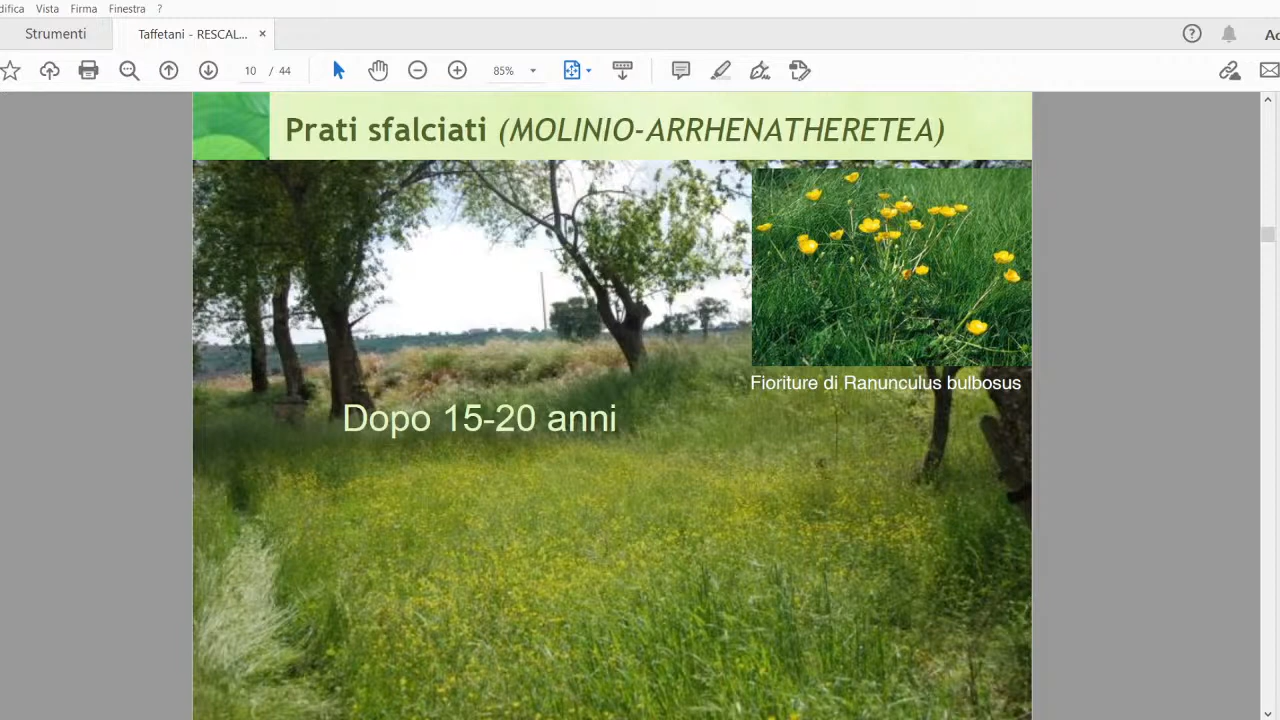 difica Vista Firma Finestra ?
Strumenti
Taffetani - RESCAL... ×
10 / 44
85%
Prati sfalciati (MOLINIO-ARRHENATHERETEA)
Fioriture di Ranunculus bulbosus
Dopo 15-20 anni